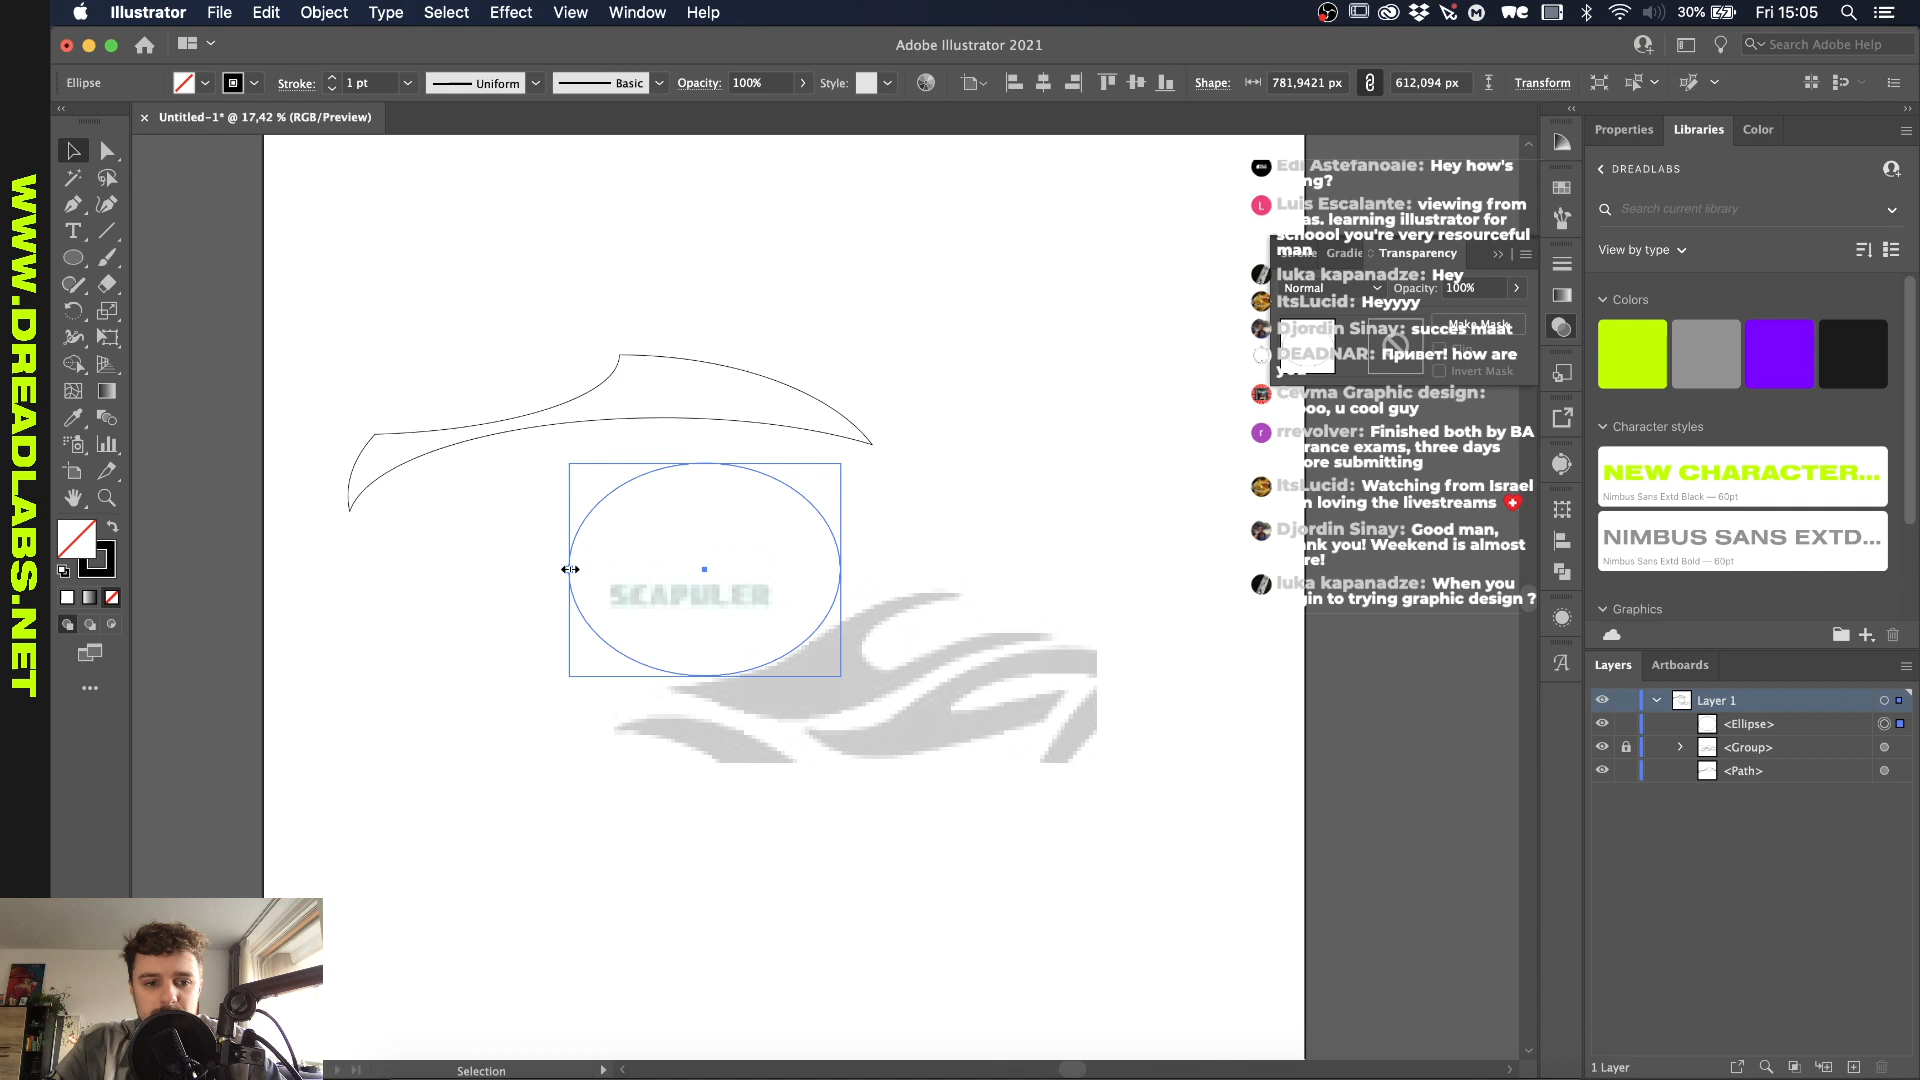 Illustrator File Edit Object Type Select Effect View Window Help
30% Fri 15:05
Adobe Illustrator 2021
Search Adobe Help
Ellipse Stroke: 1 pt Uniform Basic Opacity: 100% Style: Shape: 781,9421 px 612,094 px Transform
Untitled-1* @ 17,42 % (RGB/Preview)
WWW.DREADLABS.NET
SCAPULER
Edi Astefanoaie: Hey how's
ng?
Luis Escalante: viewing from
as. learning illustrator for
schoool you're very resourceful
man
Stroke Gradie Transparency
luka kapanadze: Hey
Normal Opacity: 100%
ItsLucid: Heyyyy
Make Mask
Djordin Sinay: succes maat
Clip
DEADNAR: Привет! how are
Invert Mask
Cevma Graphic design:
ooo, u cool guy
rrevolver: Finished both by BA
rance exams, three days
ore submitting
ItsLucid: Watching from Israel
n loving the livestreams
Djordin Sinay: Good man,
nk you! Weekend is almost
re!
luka kapanadze: When you
gin to trying graphic design ?
Properties Libraries Color
DREADLABS
Search current library
View by type
Colors
Character styles
NEW CHARACTER...
Nimbus Sans Extd Black — 60pt
NIMBUS SANS EXTD...
Nimbus Sans Extd Bold — 60pt
Graphics
Layers Artboards
Layer 1
<Ellipse>
<Group>
<Path>
1 Layer
Selection